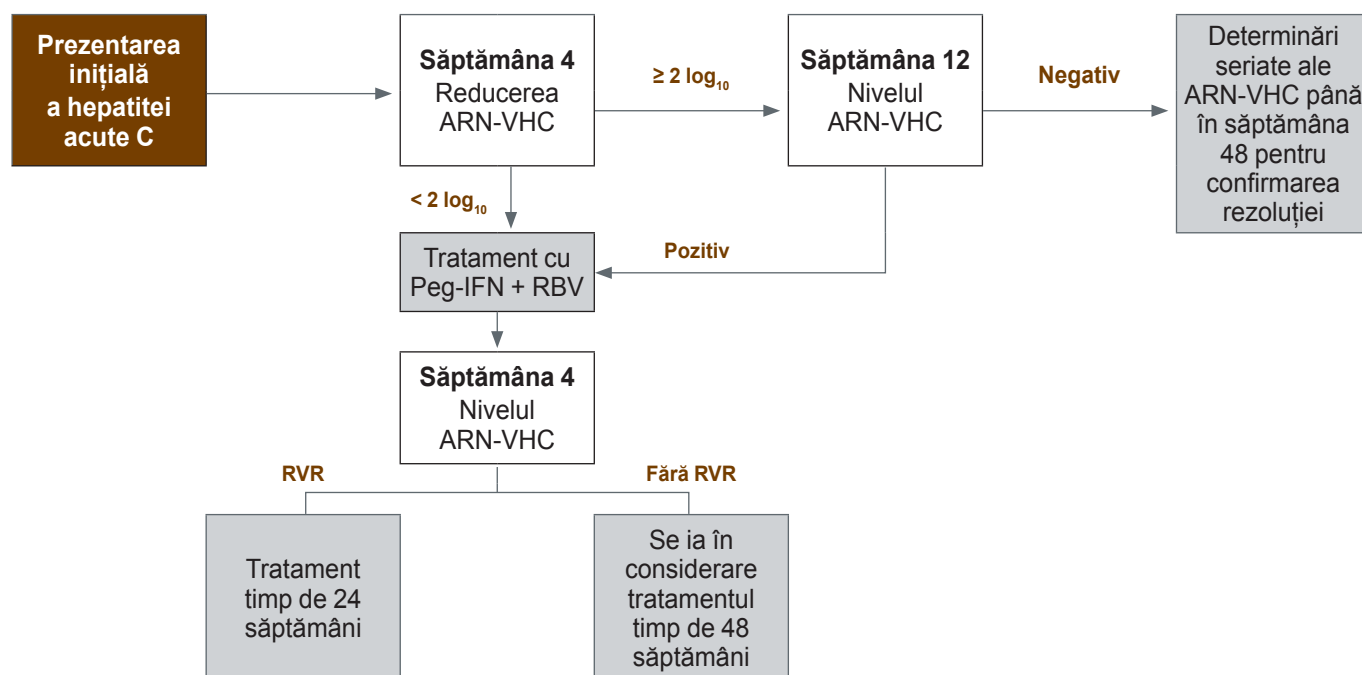 Prezentarea
inițială
a hepatitei
acute C
Săptămâna 4
Reducerea
ARN-VHC
≥ 2 log₁₀
Săptămâna 12
Nivelul
ARN-VHC
Negativ
Determinări
seriate ale
ARN-VHC până
în săptămâna
48 pentru
confirmarea
rezoluției
< 2 log₁₀
Pozitiv
Tratament cu
Peg-IFN + RBV
Săptămâna 4
Nivelul
ARN-VHC
RVR
Fără RVR
Tratament
timp de 24
săptămâni
Se ia în
considerare
tratamentul
timp de 48
săptămâni